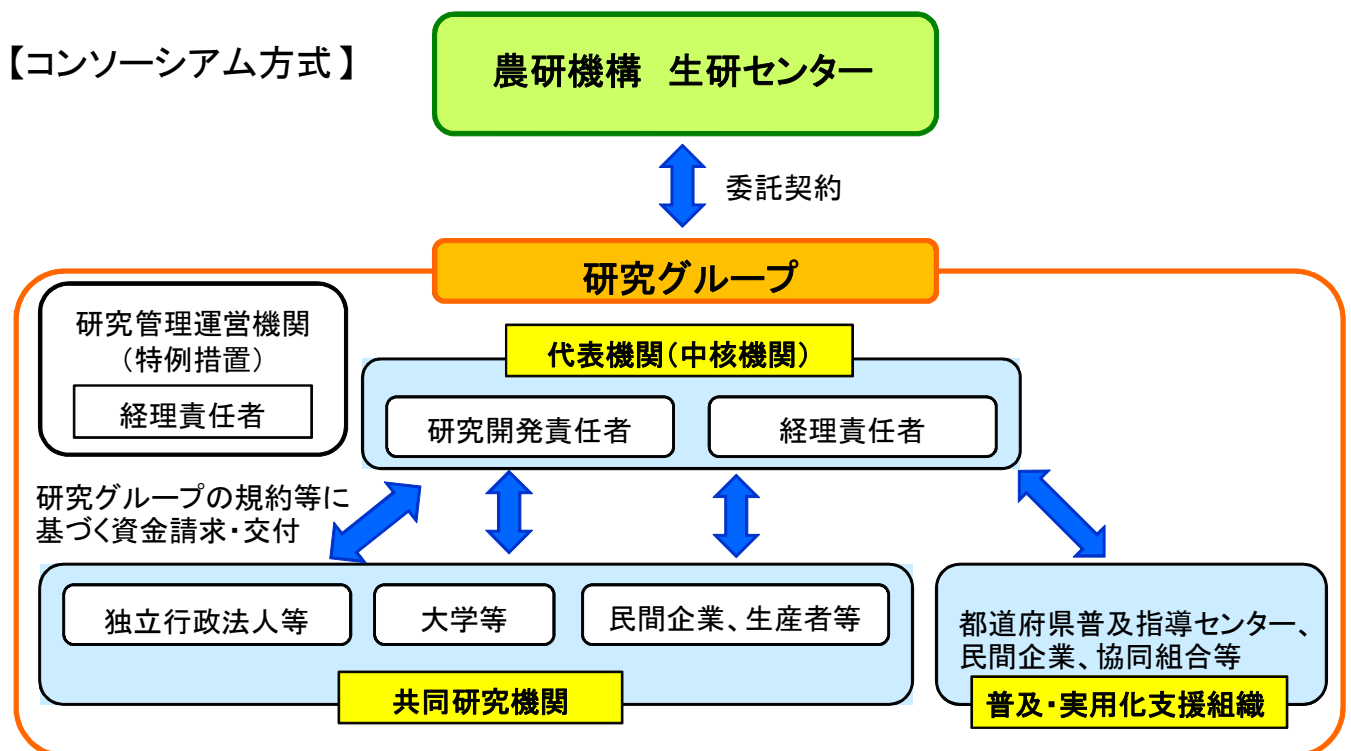 【コンソーシアム方式】
農研機構 生研センター
委託契約
研究グループ
研究管理運営機関
(特例措置)
経理責任者
代表機関(中核機関)
研究開発責任者
経理責任者
研究グループの規約等に
基づく資金請求・交付
独立行政法人等
大学等
民間企業、生産者等
共同研究機関
都道府県普及指導センター、
民間企業、協同組合等
普及・実用化支援組織